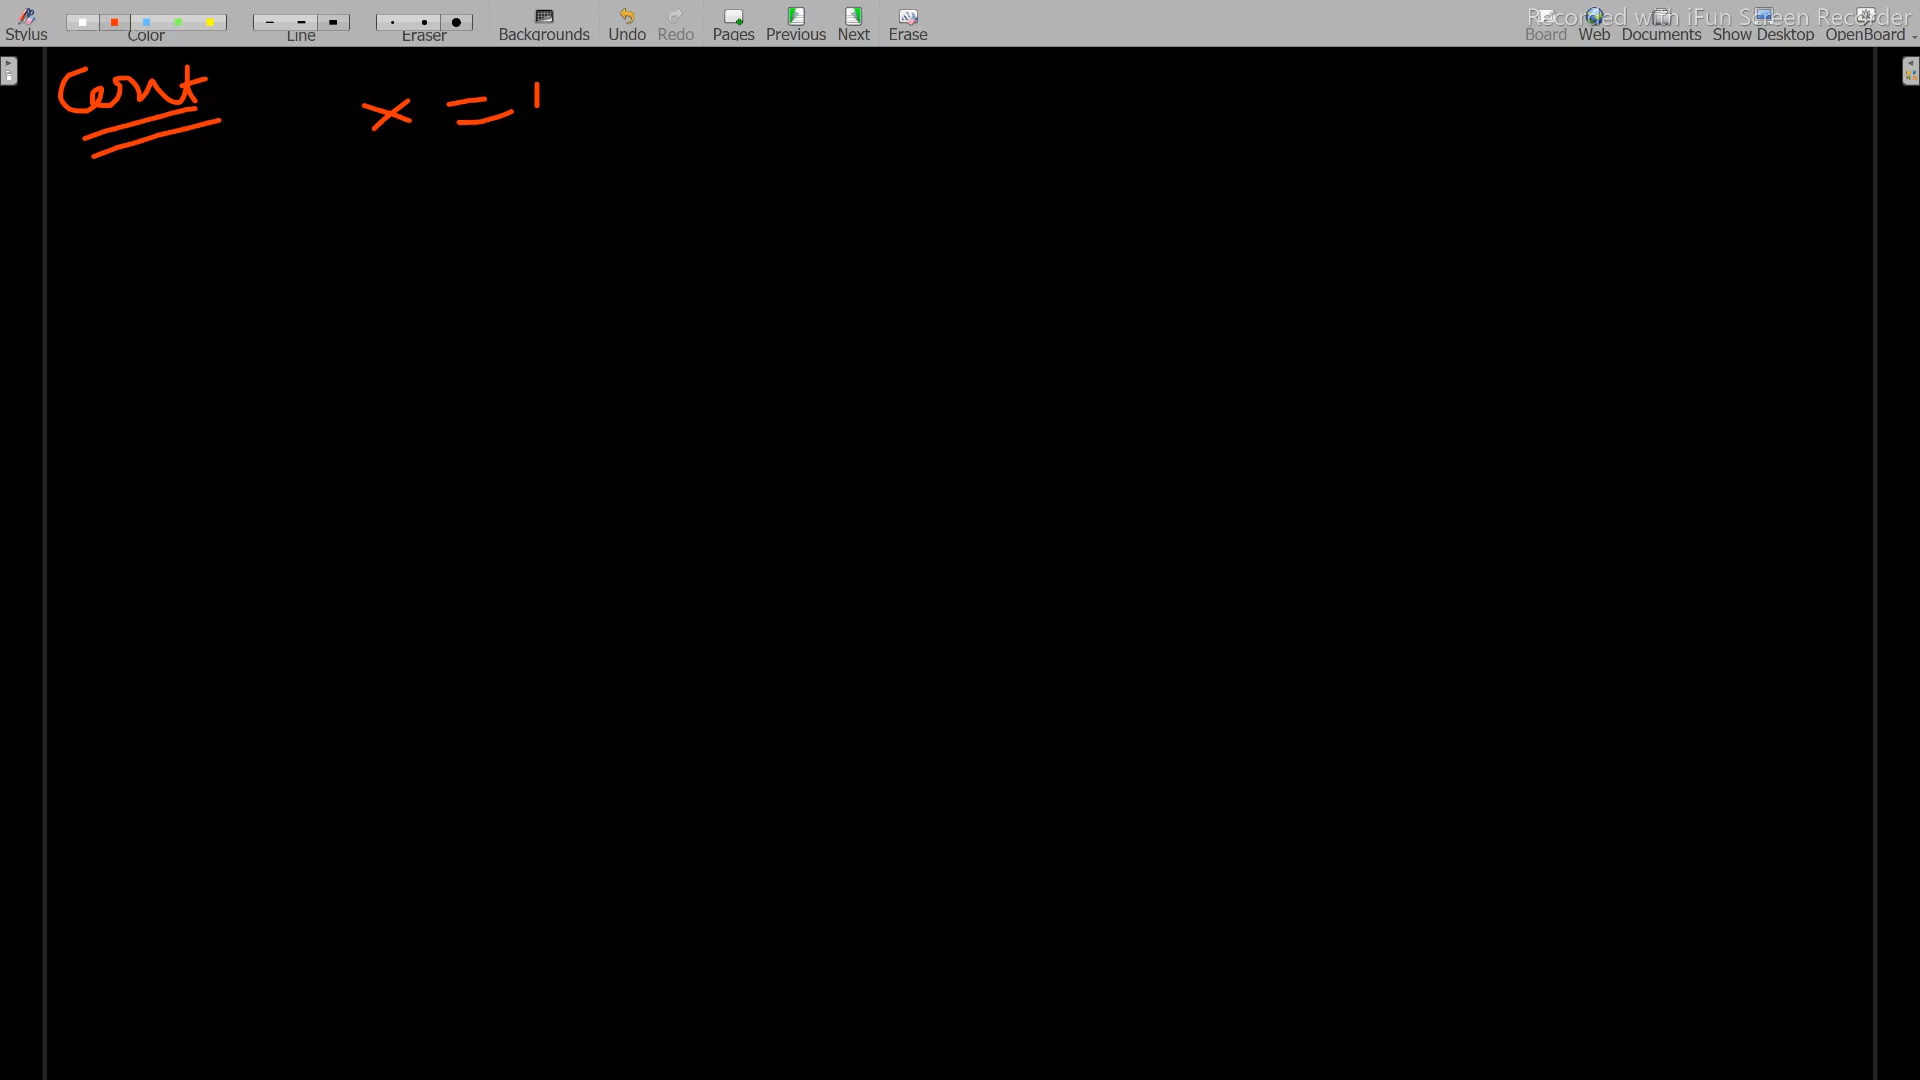 Recorded with iFun Screen Recorder
Stylus Color Line Eraser Backgrounds Undo Redo Pages Previous Next Erase Board Web Documents Show Desktop OpenBoard
Cont x = 1